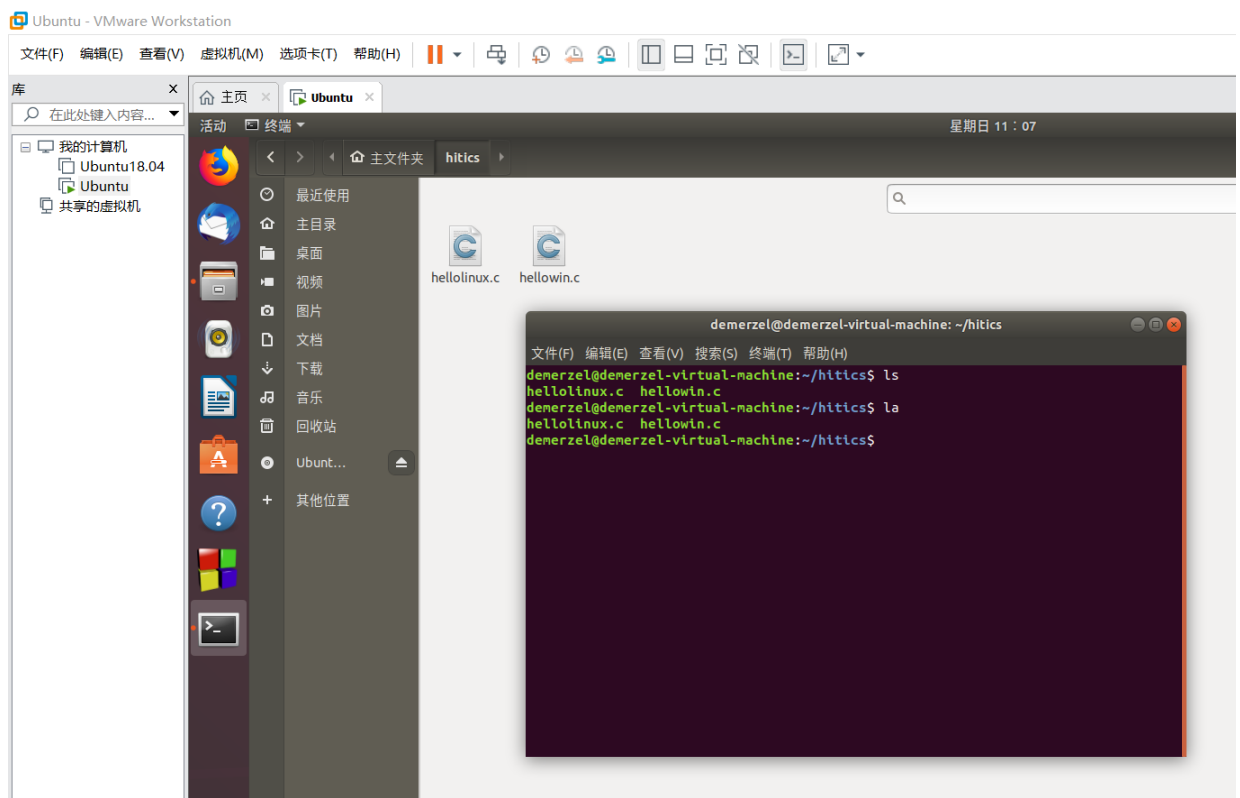 Ubuntu - VMware Workstation
文件(F) 编辑(E) 查看(V) 虚拟机(M) 选项卡(T) 帮助(H)
库
在此处键入内容...
我的计算机
Ubuntu18.04
Ubuntu
共享的虚拟机
主页
Ubuntu
活动 终端
星期日 11：07
主文件夹 hitics
最近使用
主目录
桌面
视频
图片
文档
下载
音乐
回收站
Ubunt...
其他位置
hellolinux.c hellowin.c
demerzel@demerzel-virtual-machine: ~/hitics
文件(F) 编辑(E) 查看(V) 搜索(S) 终端(T) 帮助(H)
demerzel@demerzel-virtual-machine:~/hitics$ ls
hellolinux.c hellowin.c
demerzel@demerzel-virtual-machine:~/hitics$ la
hellolinux.c hellowin.c
demerzel@demerzel-virtual-machine:~/hitics$